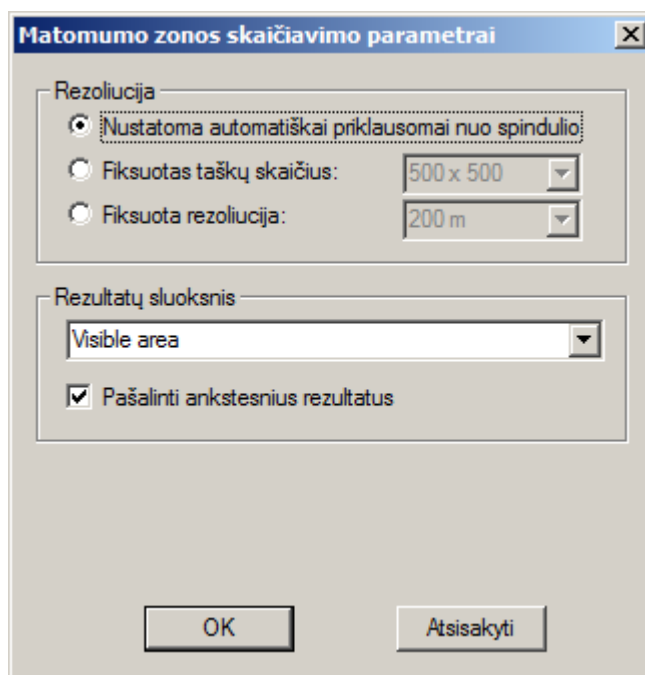 Matomumo zonos skaičiavimo parametrai
Rezoliucija
Nustatoma automatiškai priklausomai nuo spindulio
Fiksuotas taškų skaičius: 500 x 500
Fiksuota rezoliucija: 200 m
Rezultatų sluoksnis
Visible area
Pašalinti ankstesnius rezultatus
OK Atsisakyti